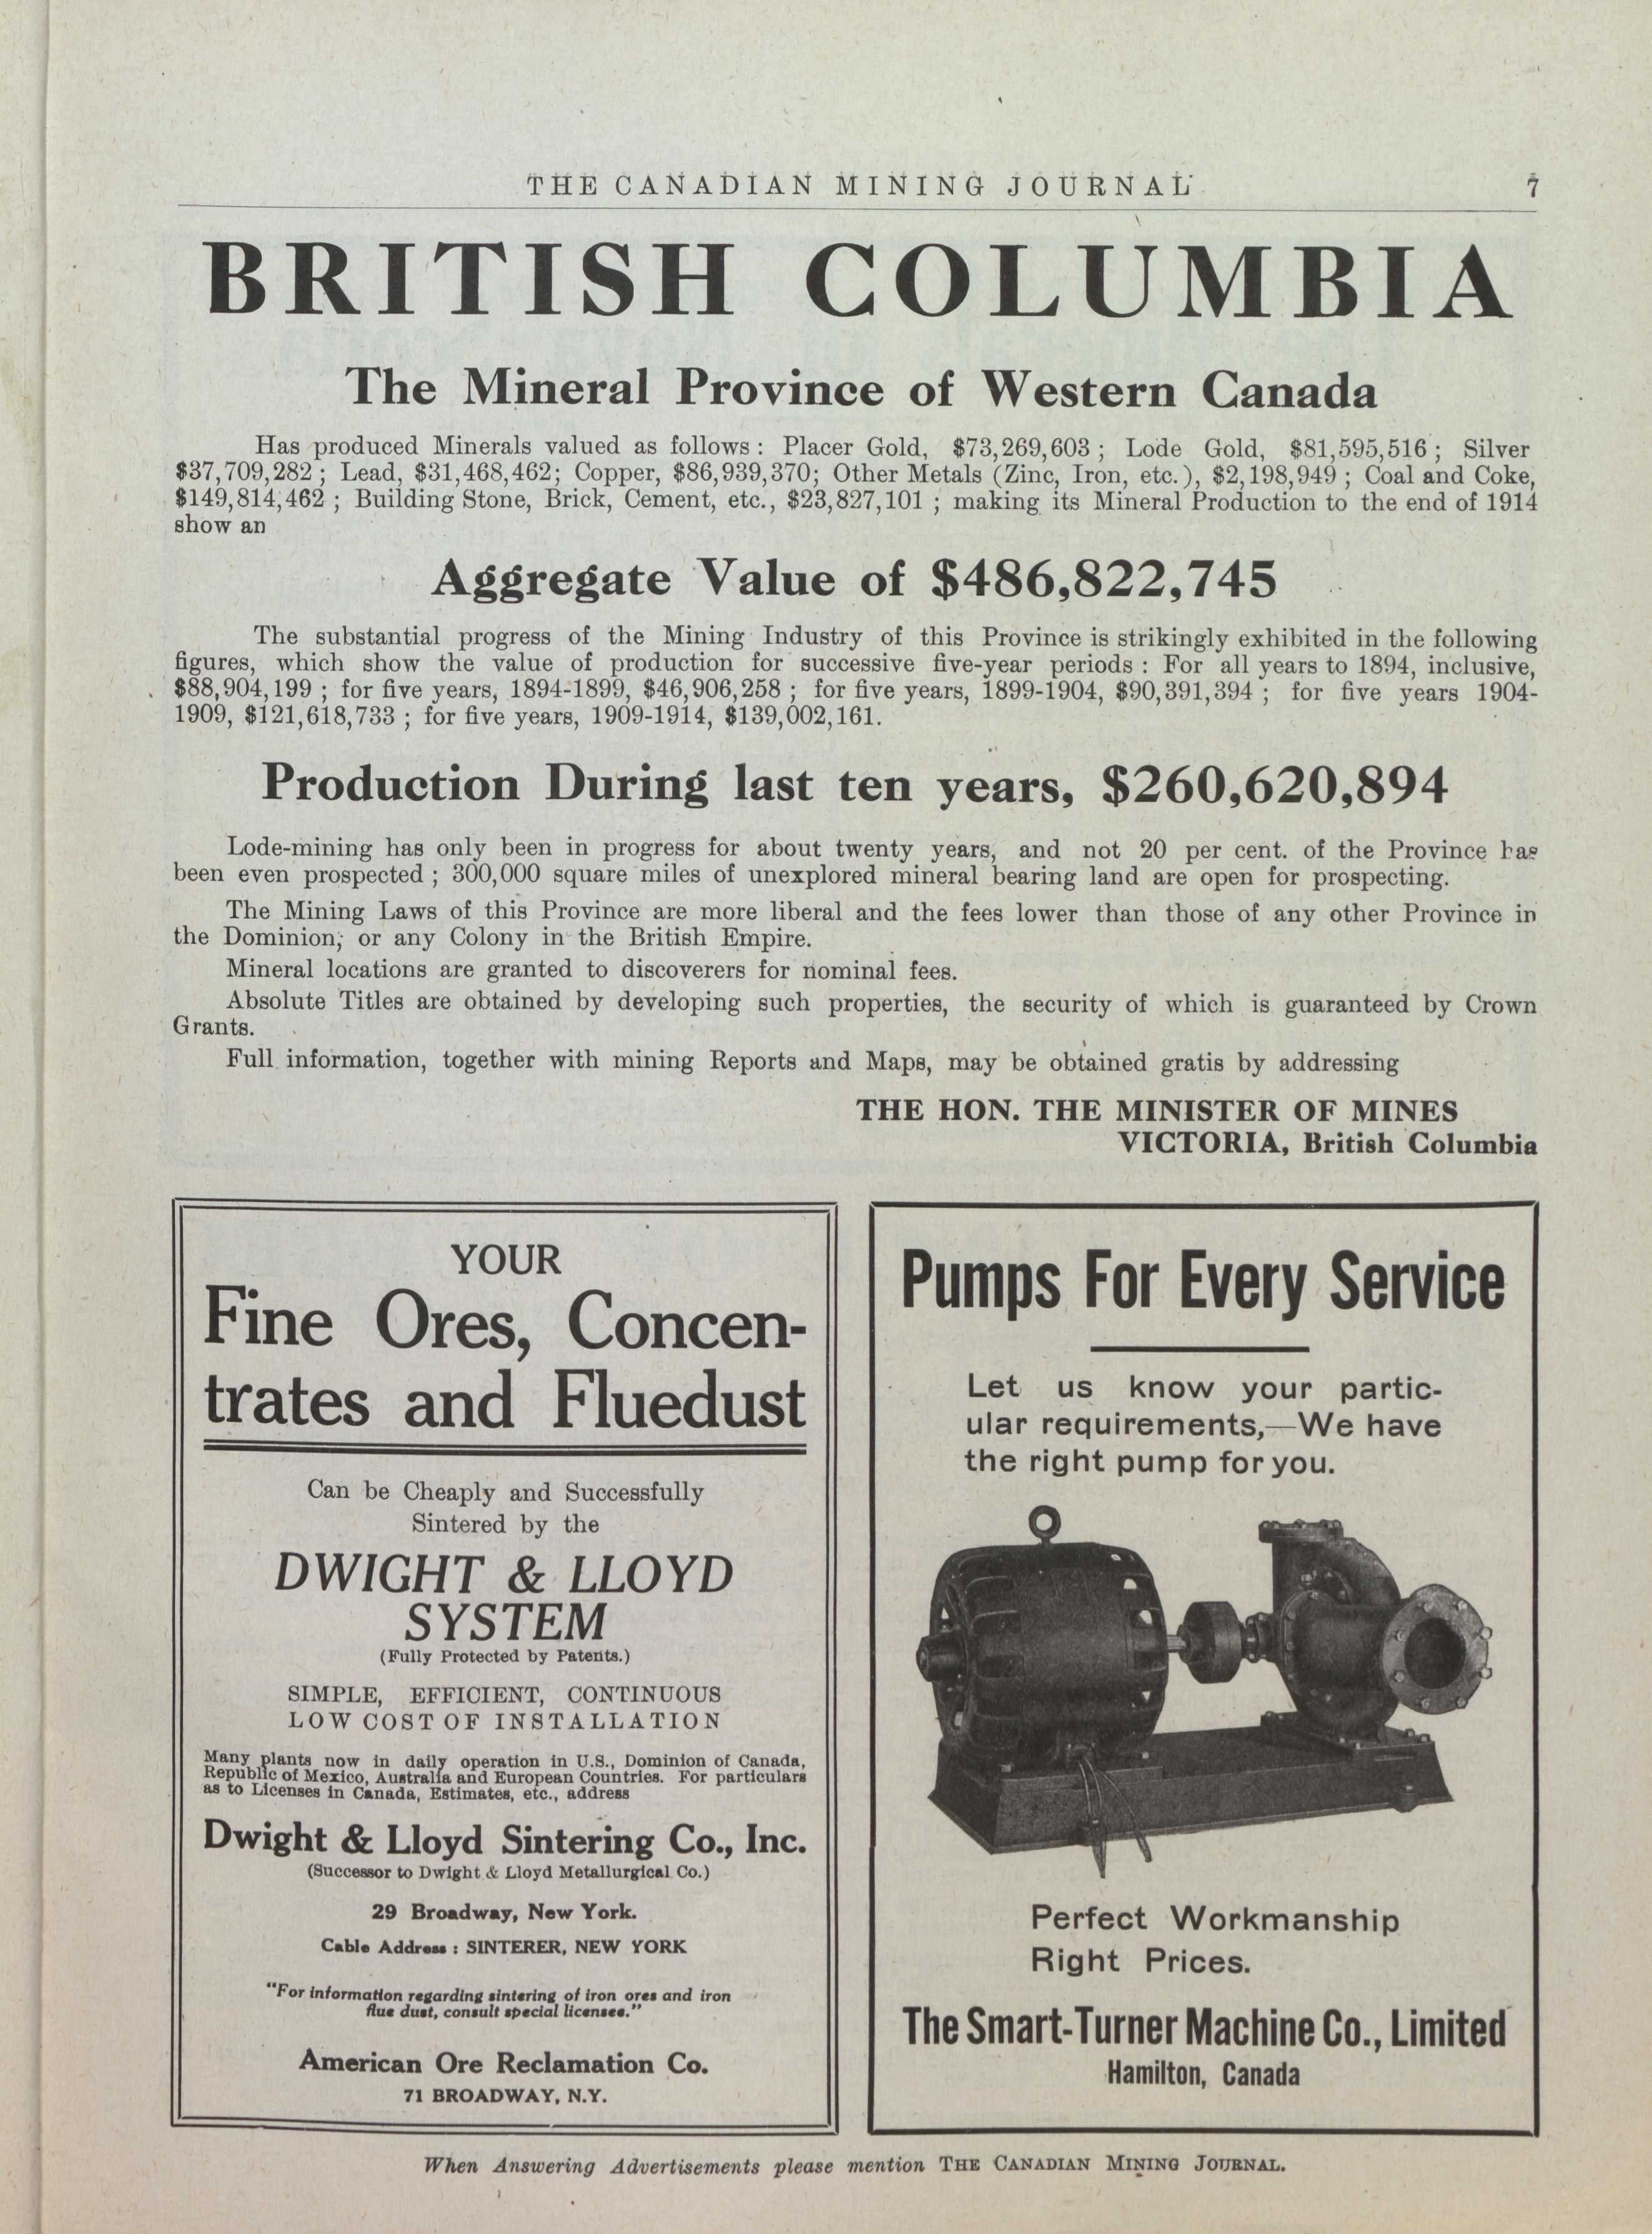 THE CANADIAN MINING JOURNAL 7
BRITISH COLUMBIA
The Mineral Province of Western Canada
Has produced Minerals valued as follows : Placer Gold, $73,269,603 ; Lode Gold, $81,595,516 ; Silver
$37,709,282 ; Lead, $31,468,462; Copper, $86,939,370; Other Metals (Zinc, Iron, etc.), $2,198,949 ; Coal and Coke,
$149,814,462 ; Building Stone, Brick, Cement, etc., $23,827,101 ; making its Mineral Production to the end of 1914
show an
Aggregate Value of $486,822,745
The substantial progress of the Mining Industry of this Province is strikingly exhibited in the following
figures, which show the value of production for successive five-year periods : For all years to 1894, inclusive,
$88,904,199 ; for five years, 1894-1899, $46,906,258 ; for five years, 1899-1904, $90,391,394 ; for five years 1904-
1909, $121,618,733 ; for five years, 1909-1914, $139,002,161.
Production During last ten years, $260,620,894
Lode-mining has only been in progress for about twenty years, and not 20 per cent. of the Province has
been even prospected ; 300,000 square miles of unexplored mineral bearing land are open for prospecting.
The Mining Laws of this Province are more liberal and the fees lower than those of any other Province in
the Dominion, or any Colony in the British Empire.
Mineral locations are granted to discoverers for nominal fees.
Absolute Titles are obtained by developing such properties, the security of which is guaranteed by Crown
Grants.
Full information, together with mining Reports and Maps, may be obtained gratis by addressing
THE HON. THE MINISTER OF MINES
VICTORIA, British Columbia
YOUR
Fine Ores, Concen-
trates and Fluedust
Can be Cheaply and Successfully
Sintered by the
DWIGHT & LLOYD
SYSTEM
(Fully Protected by Patents.)
SIMPLE, EFFICIENT, CONTINUOUS
LOW COST OF INSTALLATION
Many plants now in daily operation in U.S., Dominion of Canada,
Republic of Mexico, Australia and European Countries. For particulars
as to Licenses in Canada, Estimates, etc., address
Dwight & Lloyd Sintering Co., Inc.
(Successor to Dwight & Lloyd Metallurgical Co.)
29 Broadway, New York.
Cable Address : SINTERER, NEW YORK
"For information regarding sintering of iron ores and iron
flue dust, consult special licensee."
American Ore Reclamation Co.
71 BROADWAY, N.Y.
Pumps For Every Service
Let us know your partic-
ular requirements,—We have
the right pump for you.
Perfect Workmanship
Right Prices.
The Smart-Turner Machine Co., Limited
Hamilton, Canada
When Answering Advertisements please mention THE CANADIAN MINING JOURNAL.